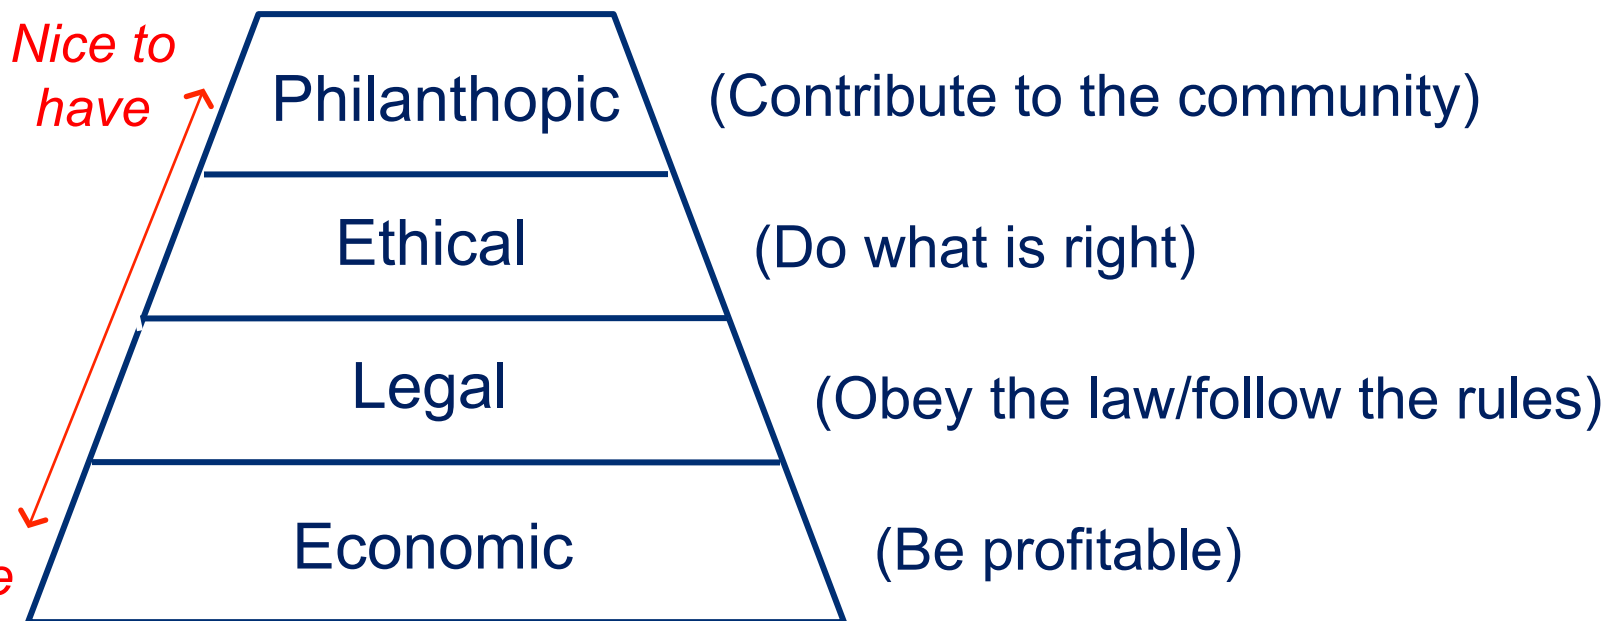 Nice to
have
Philanthopic
(Contribute to the community)
Ethical
(Do what is right)
Legal
(Obey the law/follow the rules)
Economic
(Be profitable)